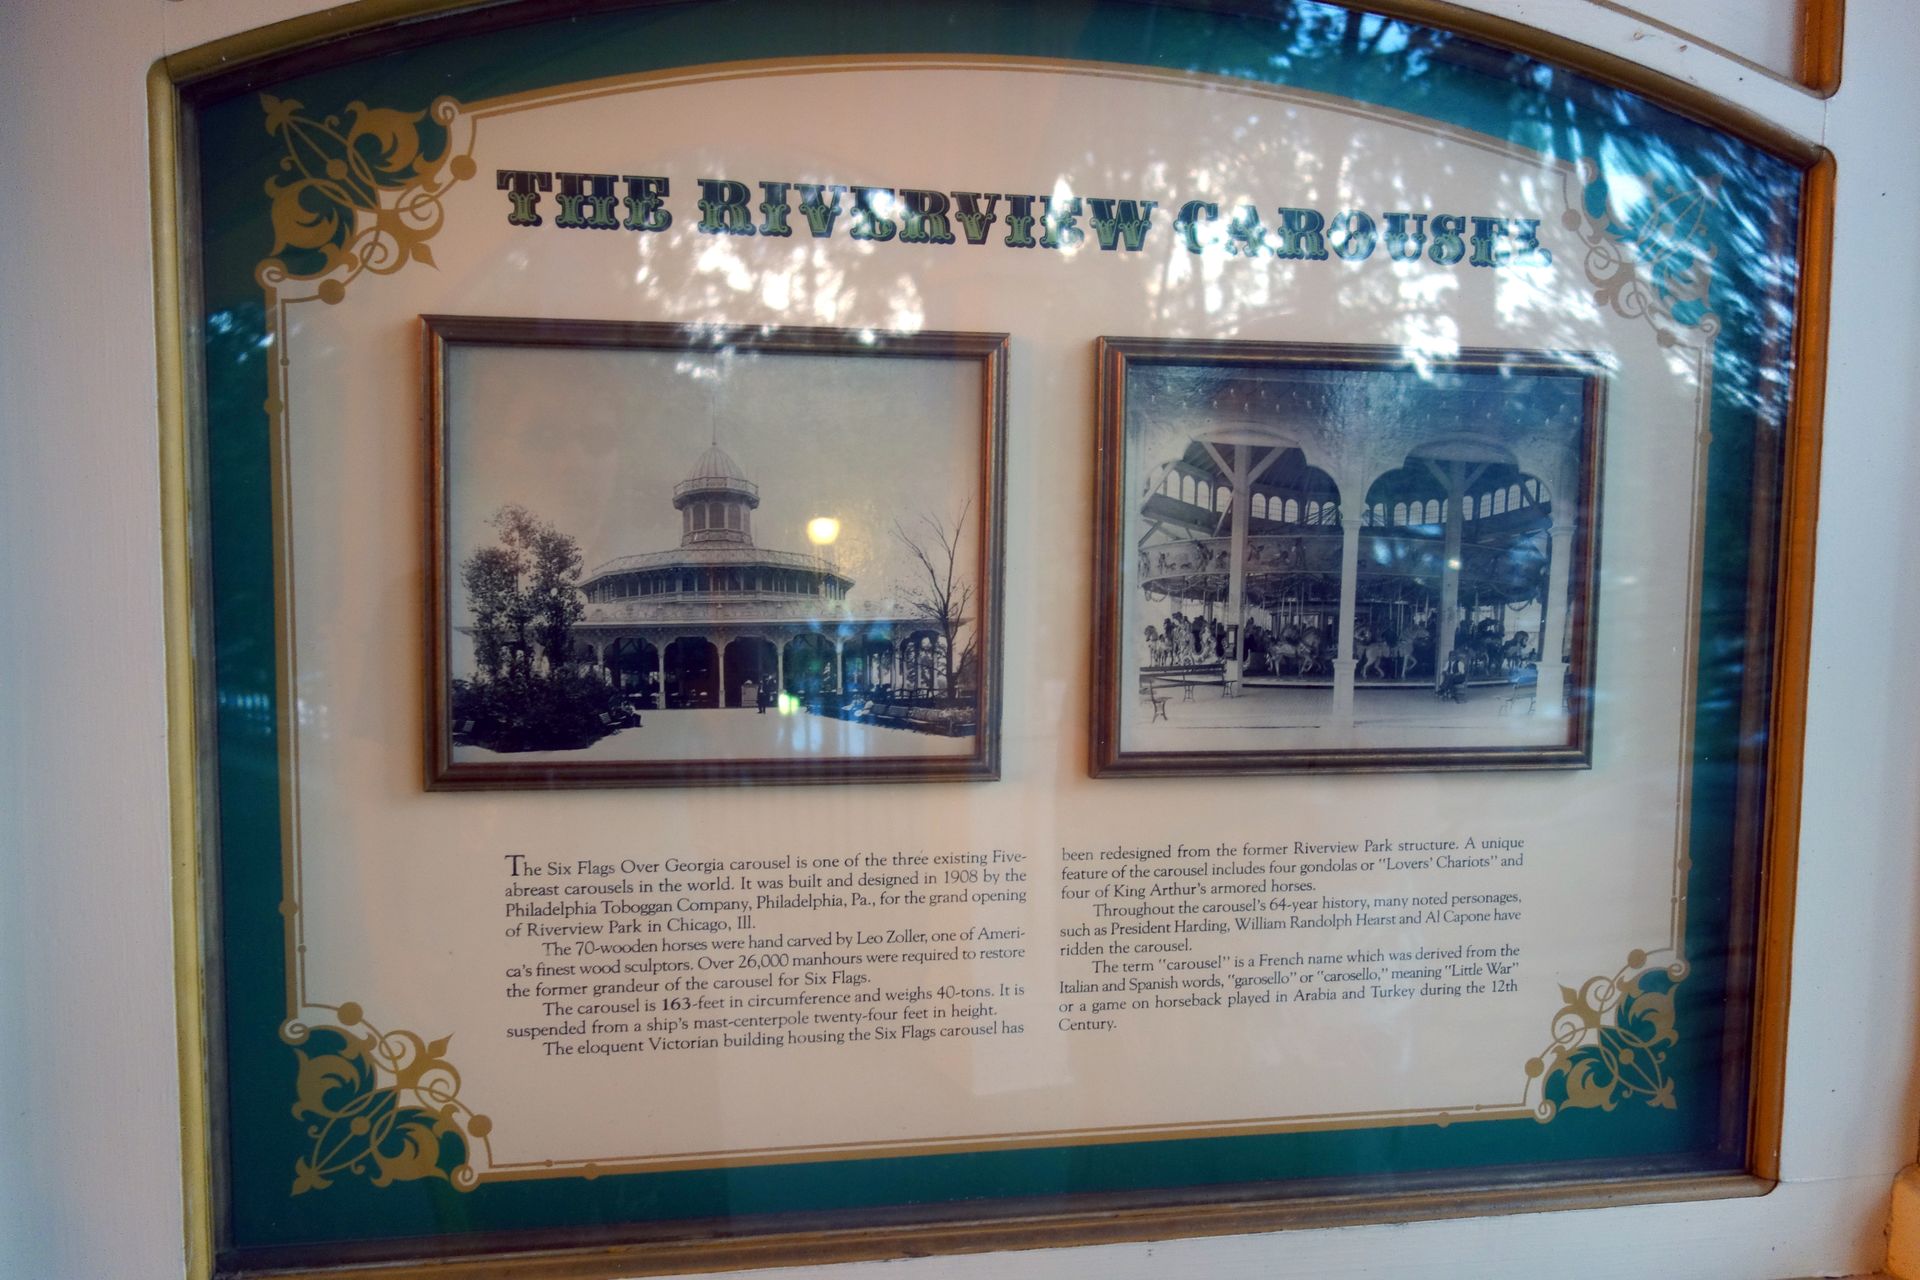 THE RIVERVIEW CAROUSEL
The Six Flags Over Georgia carousel is one of the three existing Five-
abreast carousels in the world. It was built and designed in 1908 by the
Philadelphia Toboggan Company, Philadelphia, Pa., for the grand opening
of Riverview Park in Chicago, Ill.
The 70-wooden horses were hand carved by Leo Zoller, one of Ameri-
ca's finest wood sculptors. Over 26,000 manhours were required to restore
the former grandeur of the carousel for Six Flags.
The carousel is 163-feet in circumference and weighs 40-tons. It is
suspended from a ship's mast-centerpole twenty-four feet in height.
The eloquent Victorian building housing the Six Flags carousel has
been redesigned from the former Riverview Park structure. A unique
feature of the carousel includes four gondolas or "Lovers' Chariots" and
four of King Arthur's armored horses.
Throughout the carousel's 64-year history, many noted personages,
such as President Harding, William Randolph Hearst and Al Capone have
ridden the carousel.
The term "carousel" is a French name which was derived from the
Italian and Spanish words, "garosello" or "carosello," meaning "Little War"
or a game on horseback played in Arabia and Turkey during the 12th
Century.